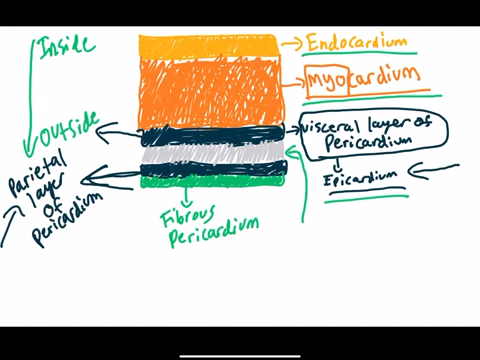 Inside
Outside
Parietal
layer
of
pericardium
Endocardium
myocardium
visceral layer of
Pericardium
Epicardium
Fibrous
Pericardium